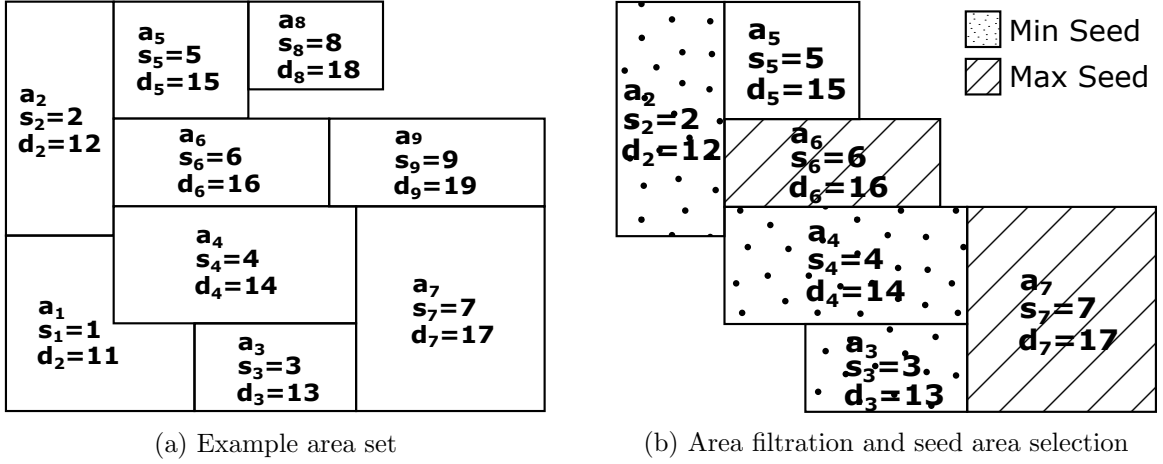 a₂
s₂=2
d₂=12
a₅
s₅=5
d₅=15
a₈
s₈=8
d₈=18
a₆
s₆=6
d₆=16
a₉
s₉=9
d₉=19
a₁
s₁=1
d₂=11
a₄
s₄=4
d₄=14
a₃
s₃=3
d₃=13
a₇
s₇=7
d₇=17
(a) Example area set
a₂
s₂=2
d₂=12
a₅
s₅=5
d₅=15
a₆
s₆=6
d₆=16
a₄
s₄=4
d₄=14
a₃
s₃=3
d₃=13
a₇
s₇=7
d₇=17
Min Seed
Max Seed
(b) Area filtration and seed area selection